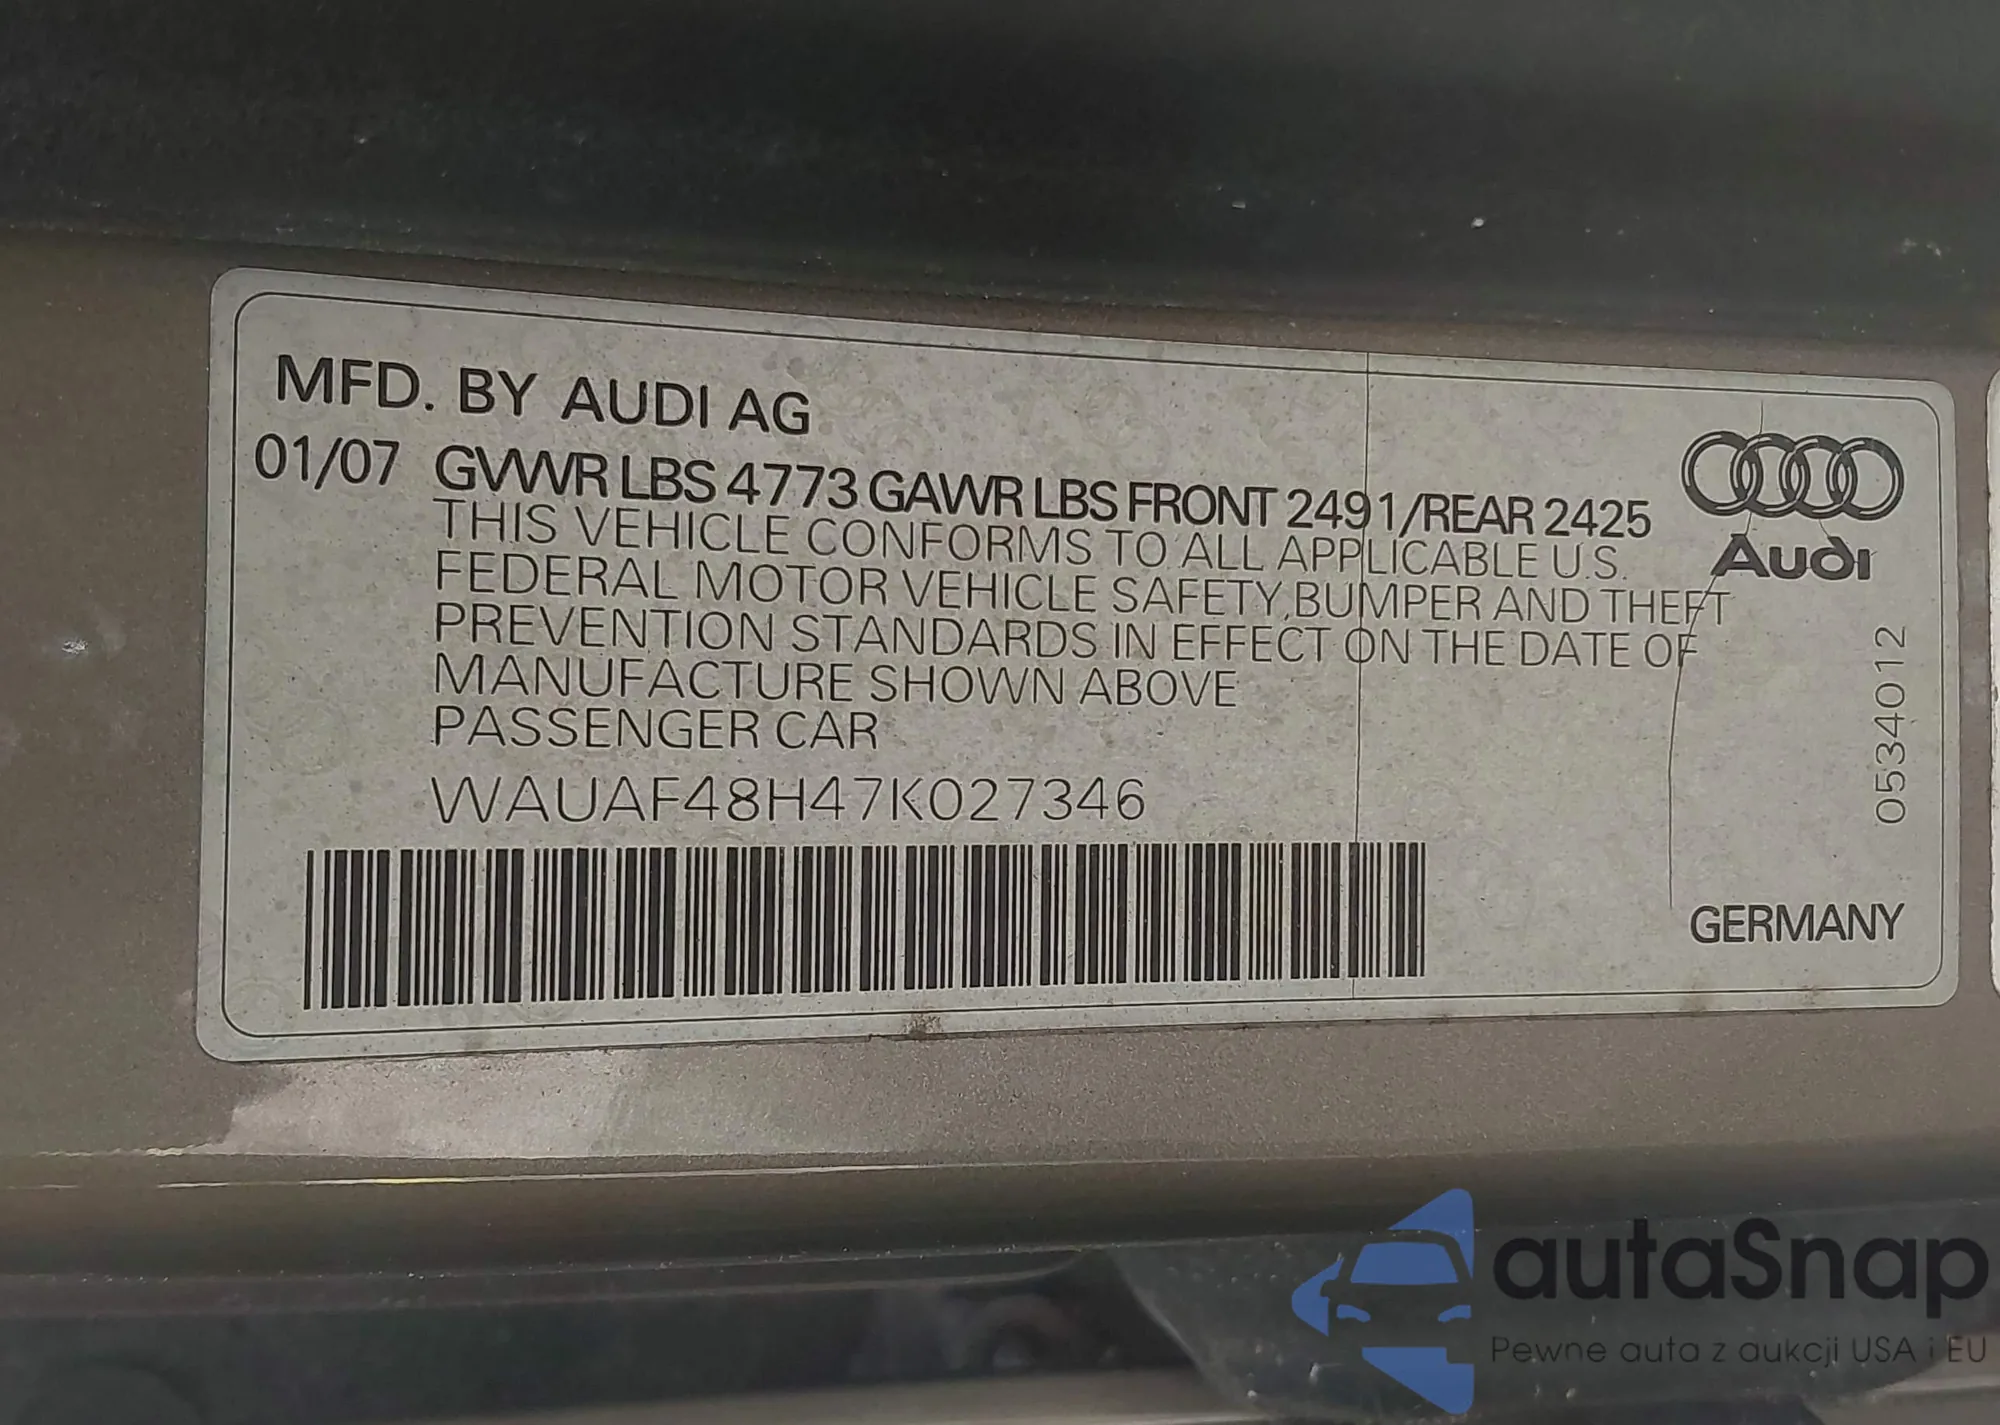 MFD. BY AUDI AG
01/07 GVWR LBS 4773 GAWR LBS FRONT 2491/REAR 2425
THIS VEHICLE CONFORMS TO ALL APPLICABLE U.S.
FEDERAL MOTOR VEHICLE SAFETY, BUMPER AND THEFT
PREVENTION STANDARDS IN EFFECT ON THE DATE OF
MANUFACTURE SHOWN ABOVE
PASSENGER CAR
WAUAF48H47K027346
Audi
0534012
GERMANY
autaSnap
Pewne auta z aukcji USA i EU